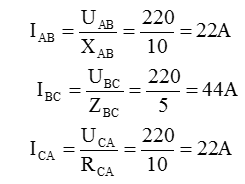 I_AB = U_AB / X_AB = 220 / 10 = 22A
I_BC = U_BC / Z_BC = 220 / 5 = 44A
I_CA = U_CA / R_CA = 220 / 10 = 22A